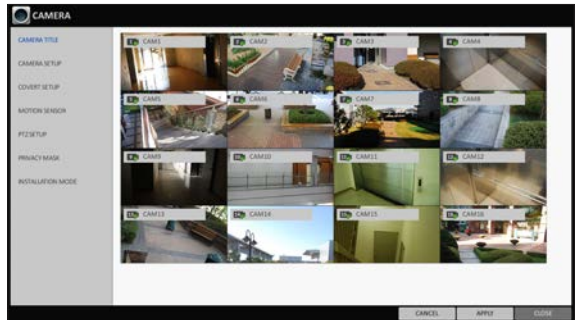 CAMERA
CAMERA TITLE
CAMERA SETUP
COVERT SETUP
MOTION SENSOR
PTZ SETUP
PRIVACY MASK
INSTALLATION MODE
CAM1 CAM2 CAM3 CAM4
CAM5 CAM6 CAM7 CAM8
CAM9 CAM10 CAM11 CAM12
CAM13 CAM14 CAM15 CAM16
CANCEL APPLY CLOSE